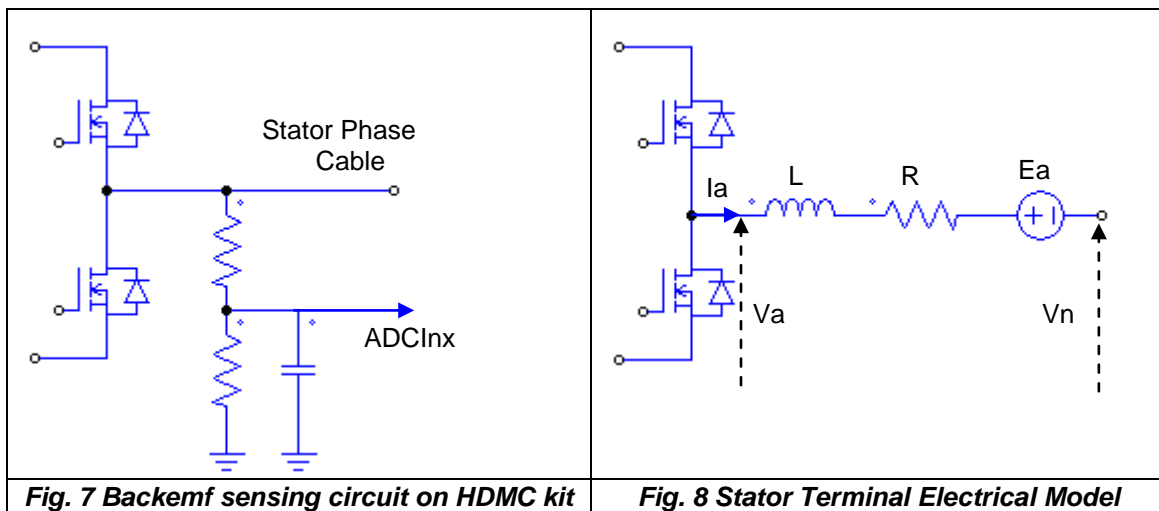 Stator Phase
Cable
ADCInx
Ia
L
R
Ea
Va
Vn
Fig. 7 Backemf sensing circuit on HDMC kit
Fig. 8 Stator Terminal Electrical Model